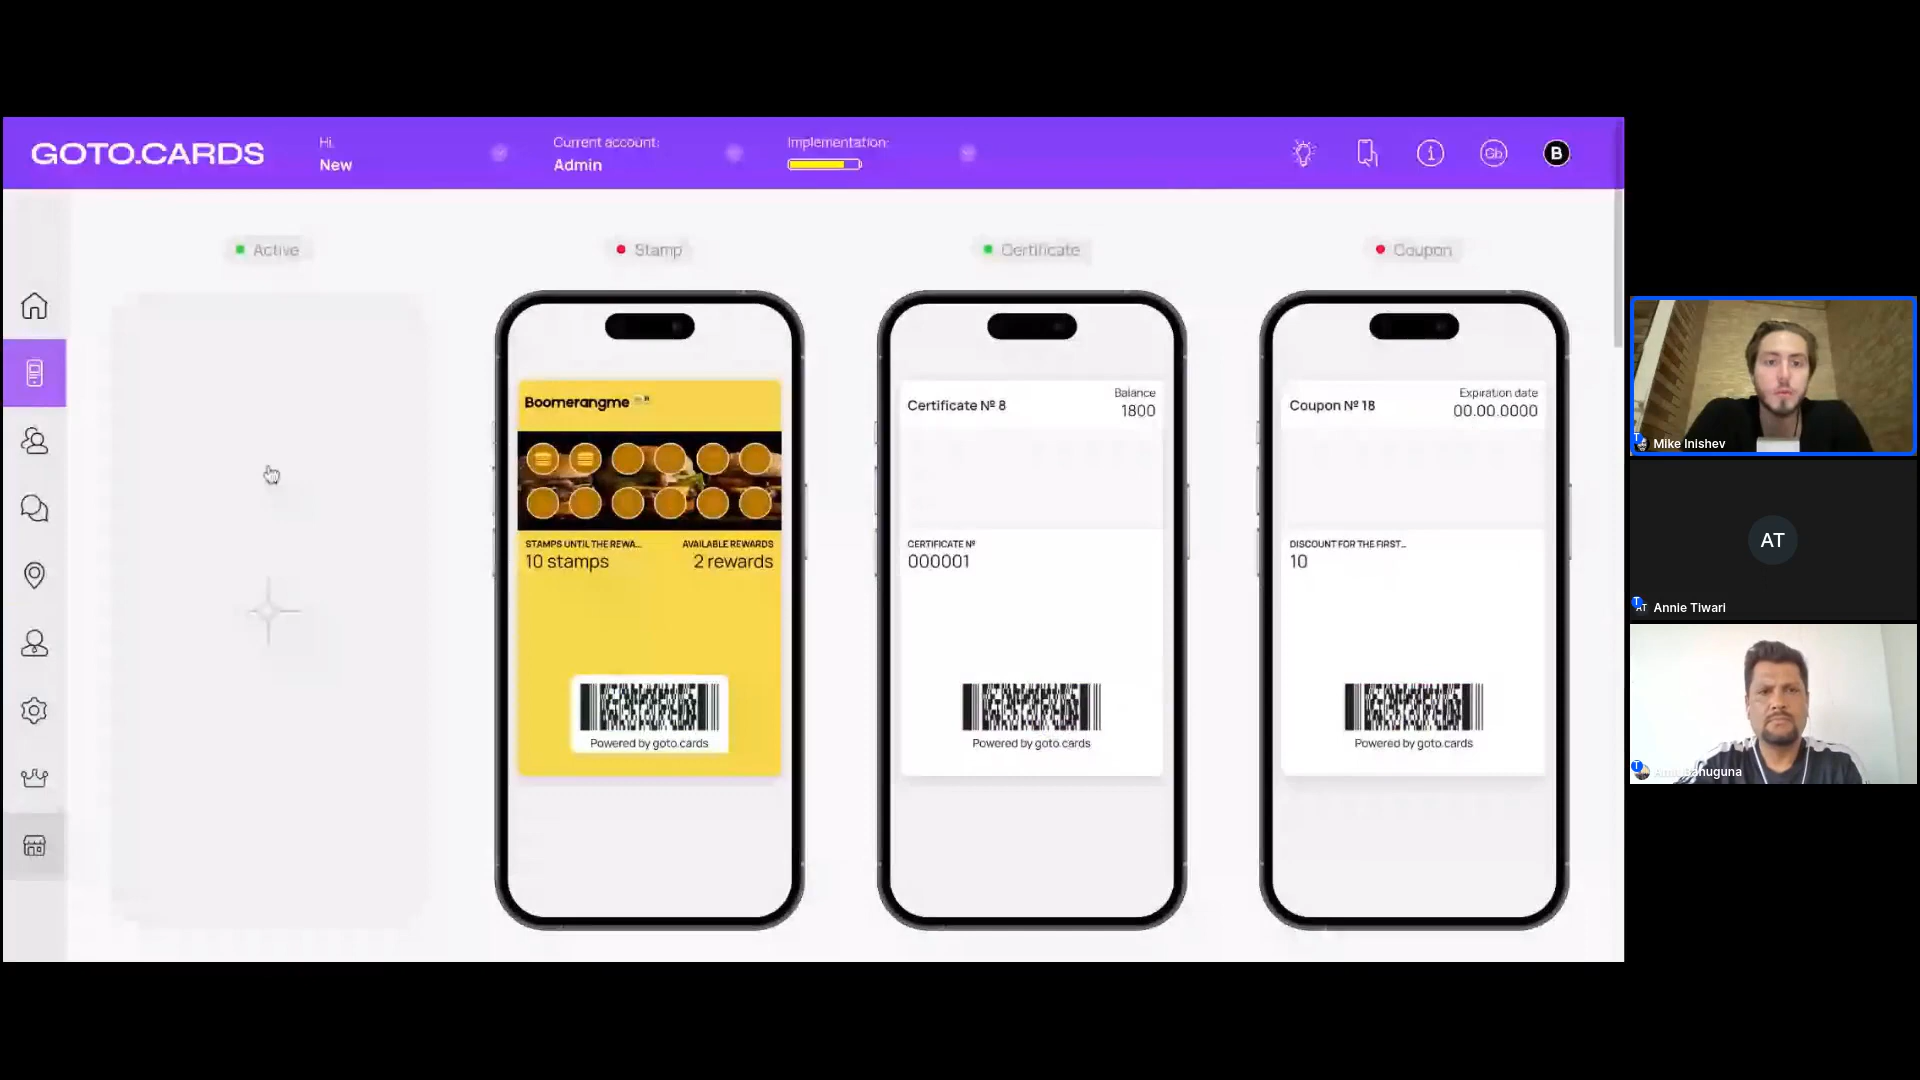 GOTO.CARDS
Hi,
New
Current account:
Admin
Implementation:
Gb
B
Active
Stamp
Certificate
Coupon
Boomerangme
STAMPS UNTIL THE REWA...
AVAILABLE REWARDS
10 stamps
2 rewards
Powered by goto.cards
Certificate Nº 8
Balance
1800
CERTIFICATE Nº
000001
Powered by goto.cards
Coupon Nº 18
Expiration date
00.00.0000
DISCOUNT FOR THE FIRST...
10
Powered by goto.cards
Mike Inishev
AT
AT
Annie Tiwari